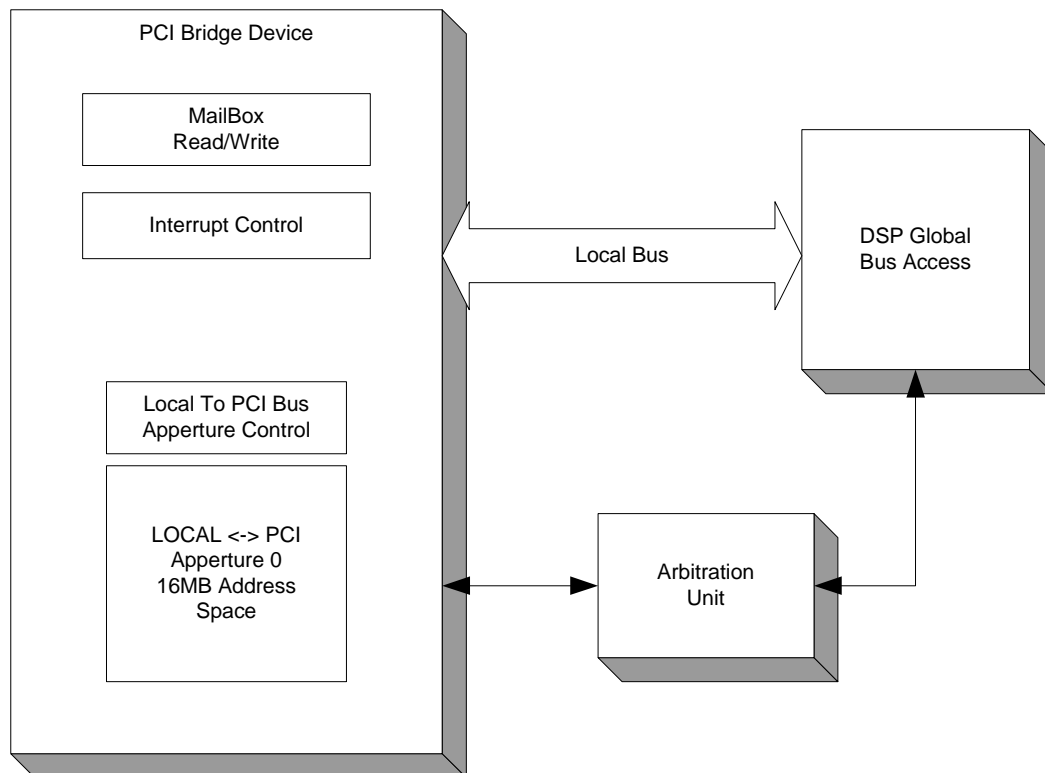 PCI Bridge Device
MailBox
Read/Write
Interrupt Control
Local Bus
DSP Global
Bus Access
Local To PCI Bus
Apperture Control
LOCAL <-> PCI
Apperture 0
16MB Address
Space
Arbitration
Unit